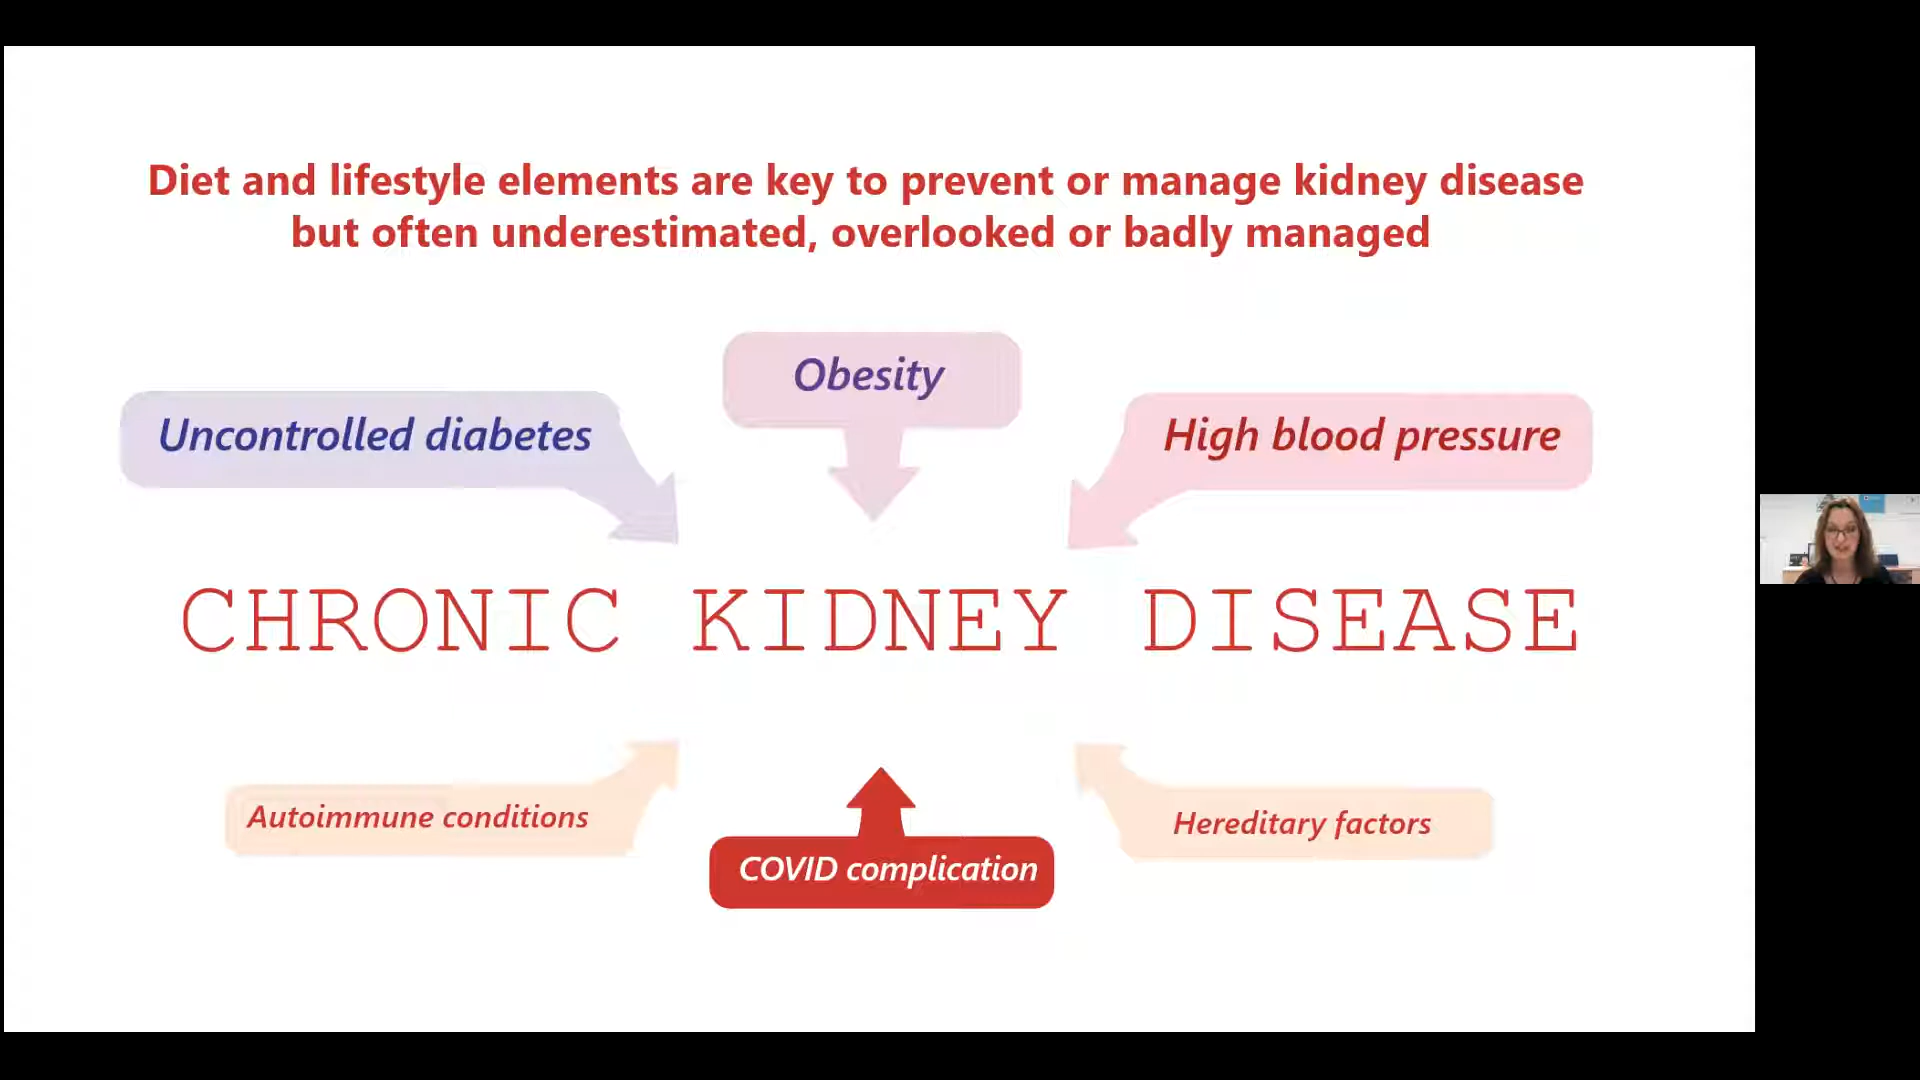 Diet and lifestyle elements are key to prevent or manage kidney disease
but often underestimated, overlooked or badly managed
Obesity
Uncontrolled diabetes
High blood pressure
CHRONIC KIDNEY DISEASE
Autoimmune conditions
Hereditary factors
COVID complication